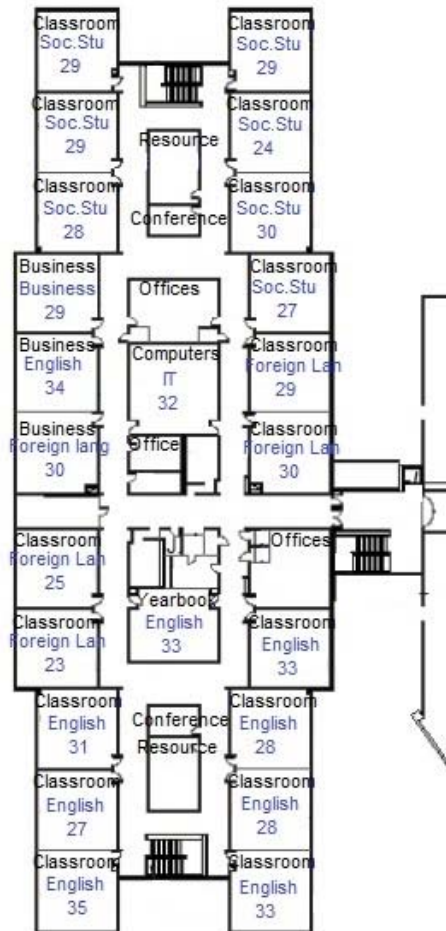 Classroom
Soc.Stu
29
Classroom
Soc.Stu
29
Classroom
Soc.Stu
29
Resource
Classroom
Soc.Stu
24
Classroom
Soc.Stu
28
Conference
Classroom
Soc.Stu
30
Business
Business
29
Offices
Classroom
Soc.Stu
27
Business
English
34
Computers
IT
32
Classroom
Foreign Lan
29
Business
Foreign lang
30
Office
Classroom
Foreign Lan
30
Classroom
Foreign Lan
25
Offices
Classroom
Foreign Lan
23
Yearbook
English
33
Classroom
English
33
Classroom
English
31
Conference
Resource
Classroom
English
28
Classroom
English
27
Classroom
English
28
Classroom
English
35
Classroom
English
33